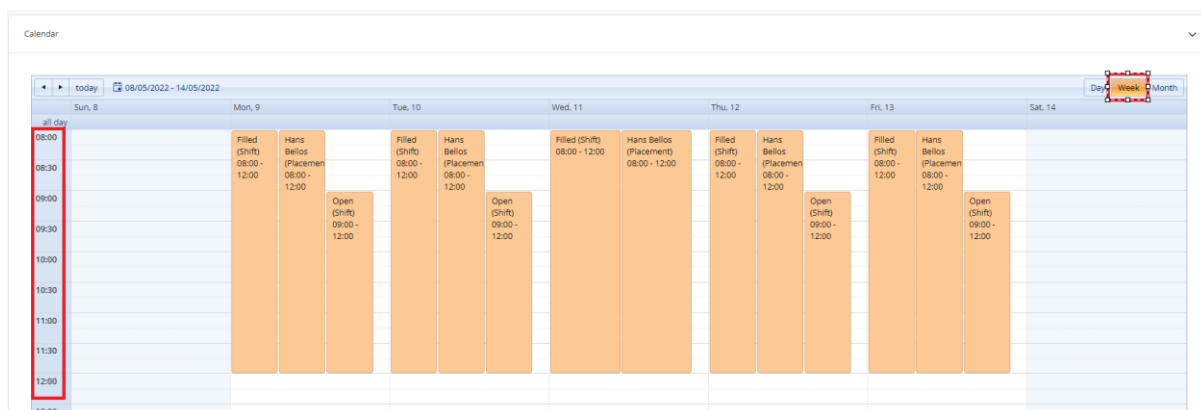 Calendar
today 08/05/2022 - 14/05/2022
Day Week Month
Sun, 8 Mon, 9 Tue, 10 Wed, 11 Thu, 12 Fri, 13 Sat, 14
all day
08:00
08:30
09:00
09:30
10:00
10:30
11:00
11:30
12:00
Filled
(Shift)
08:00 -
12:00
Hans
Bellos
(Placemen
08:00 -
12:00
Open
(Shift)
09:00 -
12:00
Filled
(Shift)
08:00 -
12:00
Hans
Bellos
(Placemen
08:00 -
12:00
Open
(Shift)
09:00 -
12:00
Filled (Shift)
08:00 - 12:00
Hans Bellos
(Placement)
08:00 - 12:00
Filled
(Shift)
08:00 -
12:00
Hans
Bellos
(Placemen
08:00 -
12:00
Open
(Shift)
09:00 -
12:00
Filled
(Shift)
08:00 -
12:00
Hans
Bellos
(Placemen
08:00 -
12:00
Open
(Shift)
09:00 -
12:00